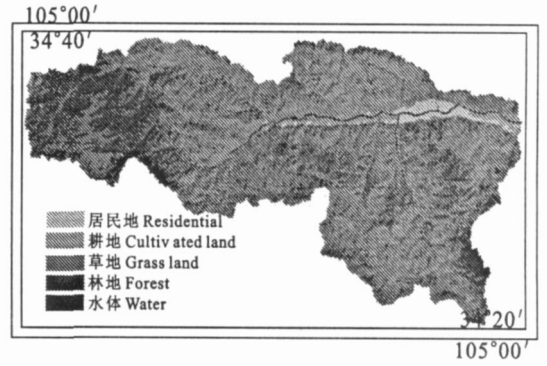 105°00′
34°40′
居民地 Residential
耕地 Cultiv ated land
草地 Grass land
林地 Forest
水体 Water
34°20′
105°00′